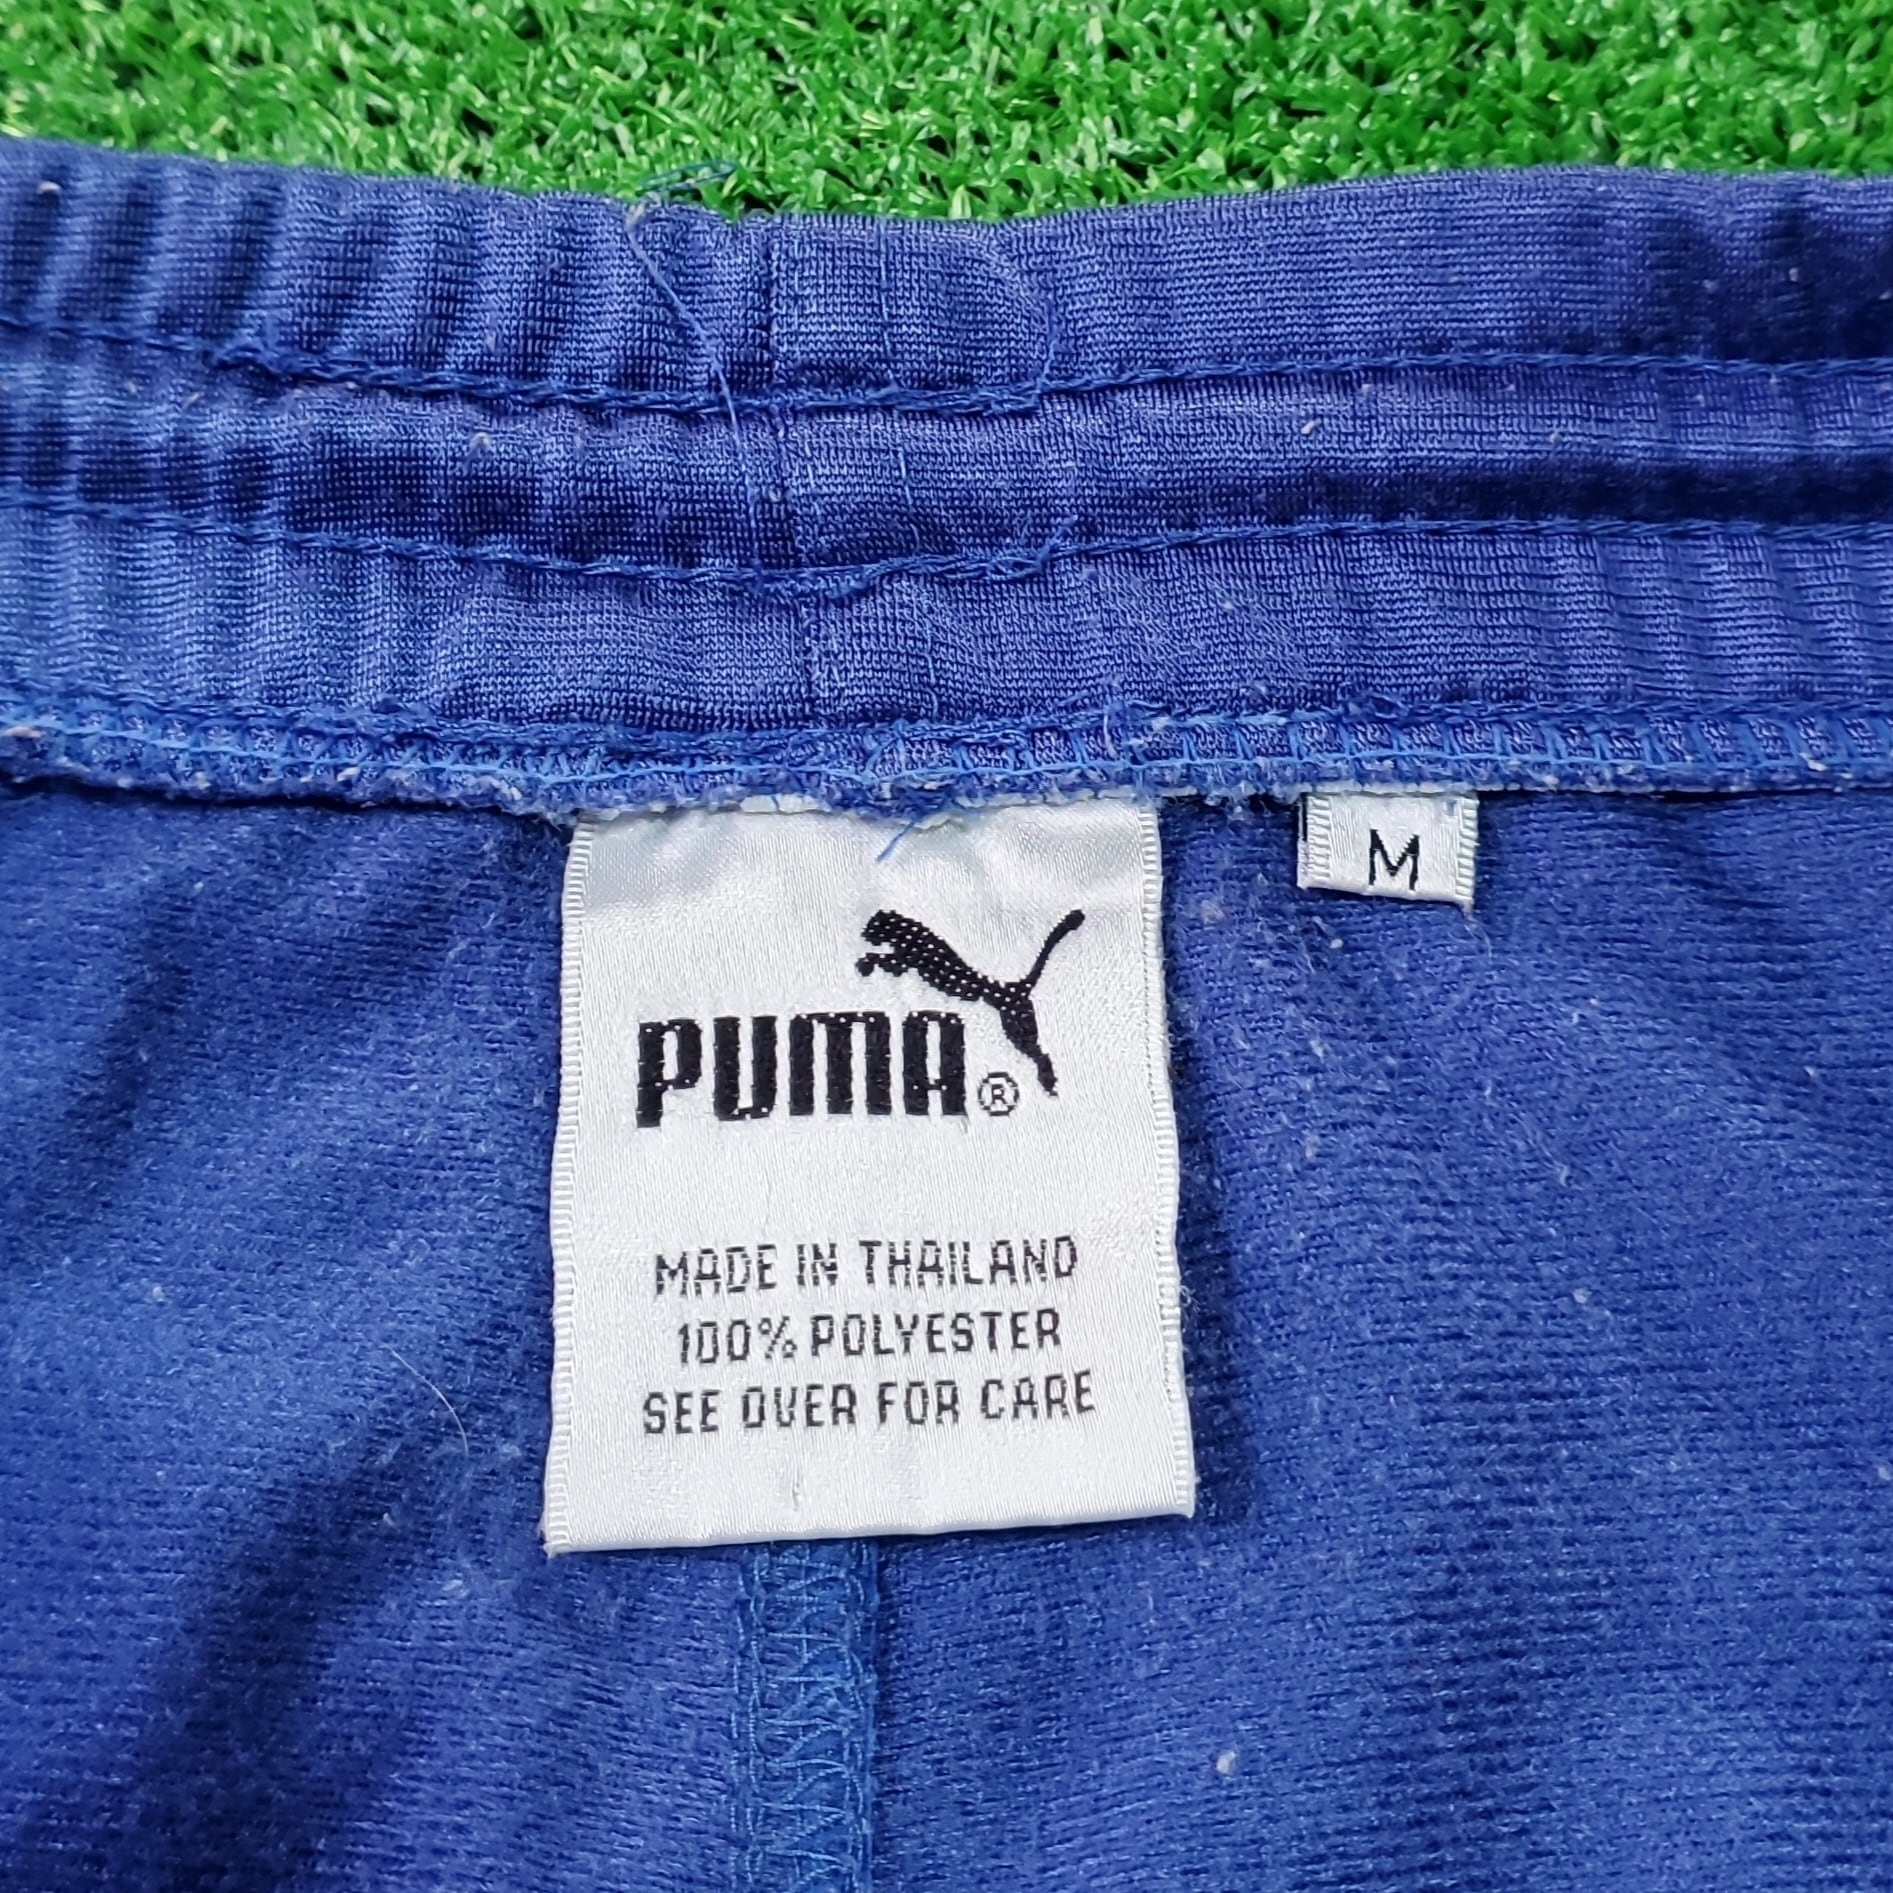 M
PUMA®
MADE IN THAILAND
100% POLYESTER
SEE OVER FOR CARE